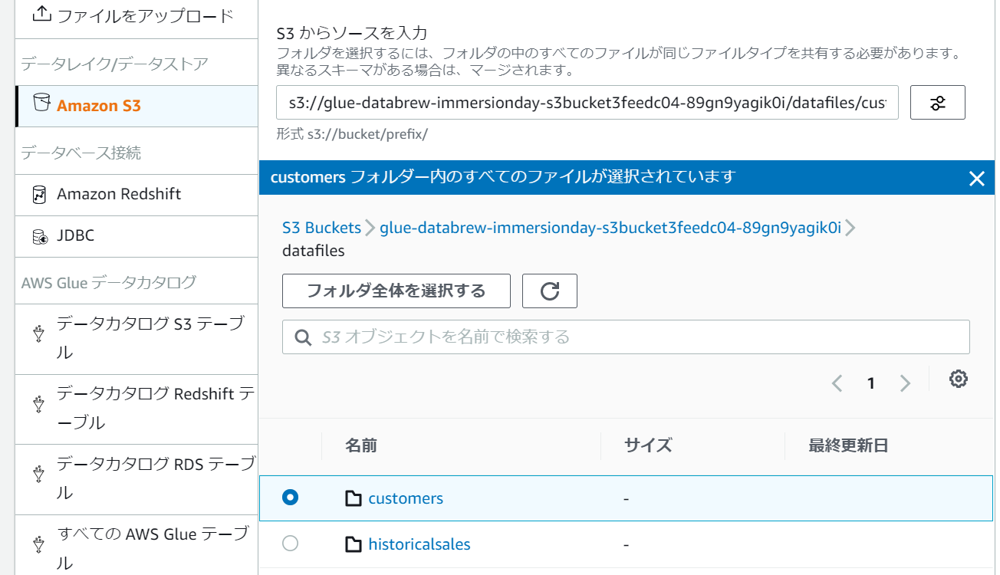 ファイルをアップロード
データレイク/データストア
Amazon S3
データベース接続
Amazon Redshift
JDBC
AWS Glue データカタログ
データカタログ S3 テーブ
ル
データカタログ Redshift テ
ーブル
データカタログ RDS テーブ
ル
すべての AWS Glue テーブ
ル
S3 からソースを入力
フォルダを選択するには、フォルダの中のすべてのファイルが同じファイルタイプを共有する必要があります。
異なるスキーマがある場合は、マージされます。
s3://glue-databrew-immersionday-s3bucket3feedc04-89gn9yagik0i/datafiles/cust
形式 s3://bucket/prefix/
customers フォルダー内のすべてのファイルが選択されています
S3 Buckets
glue-databrew-immersionday-s3bucket3feedc04-89gn9yagik0i
datafiles
フォルダ全体を選択する
S3 オブジェクトを名前で検索する
1
名前 サイズ 最終更新日
customers -
historicalsales -